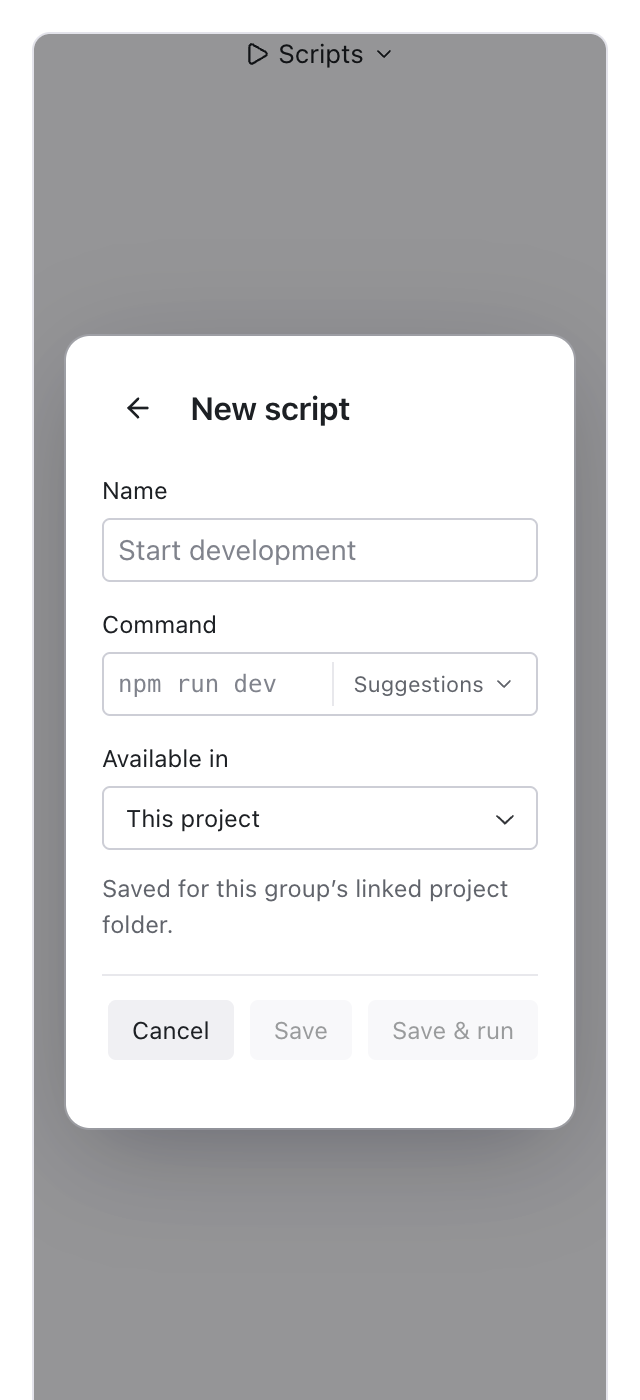 Scripts
New script
Name
Start development
Command
npm run dev
Suggestions
Available in
This project
Saved for this group’s linked project
folder.
Cancel
Save
Save & run